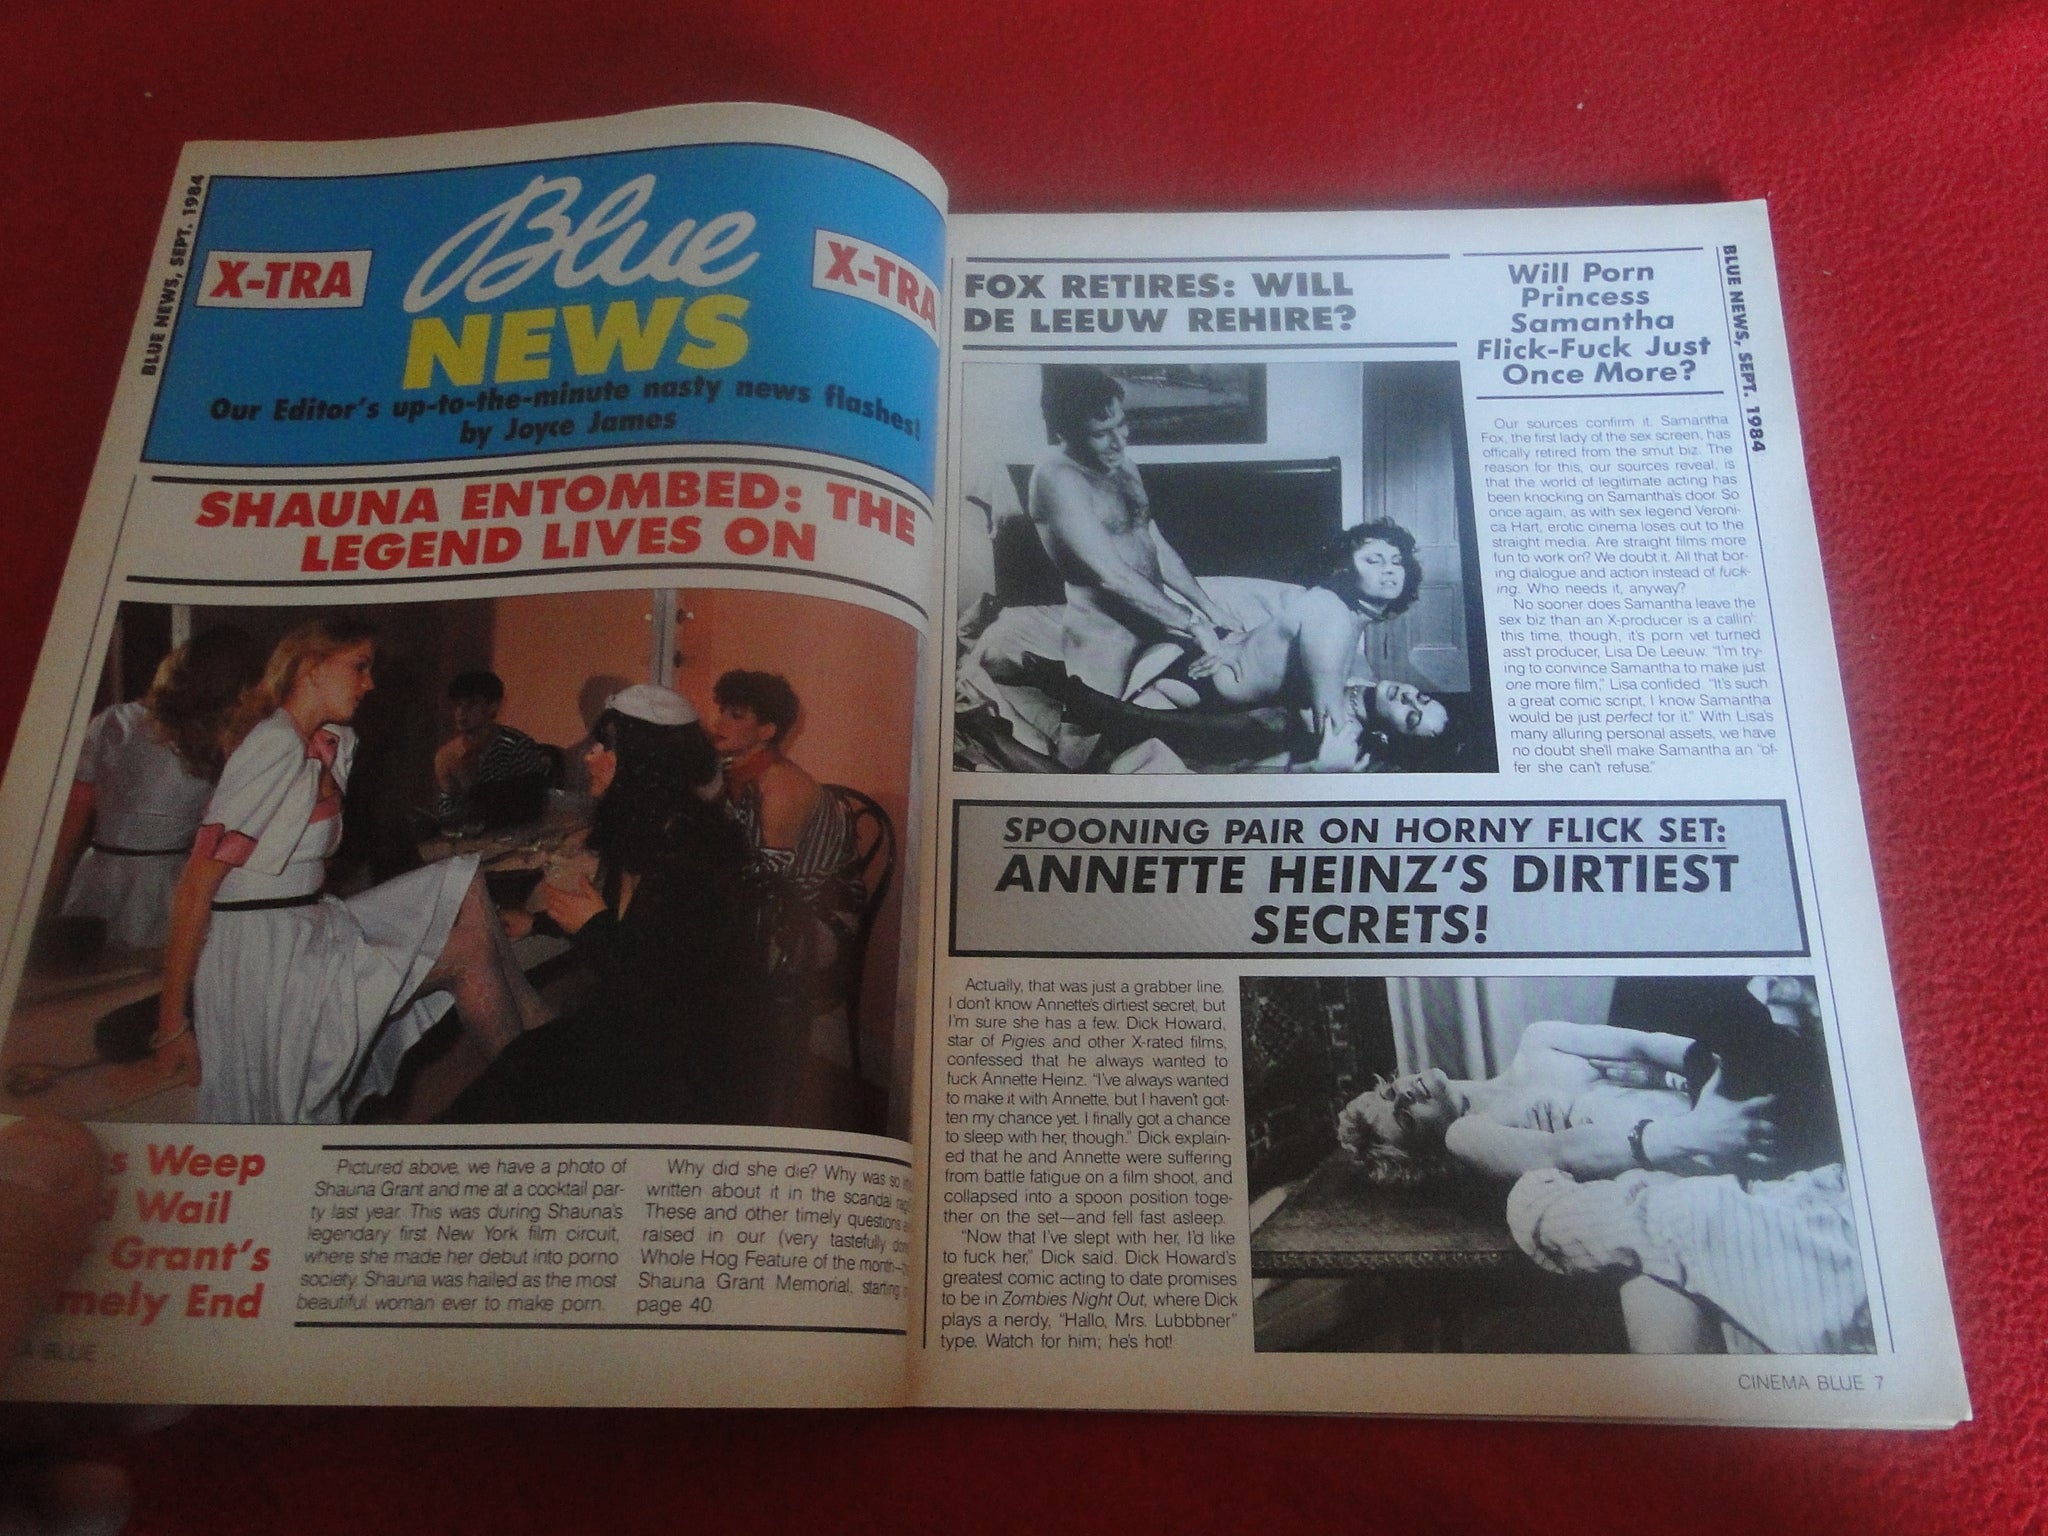 BLUE NEWS, SEPT. 1984
X-TRA
Blue
NEWS
X-TRA
Our Editor's up-to-the-minute nasty news flashes!
by Joyce James
SHAUNA ENTOMBED: THE
LEGEND LIVES ON
Weep
Wail
Grant's
End
Pictured above, we have a photo of
Shauna Grant and me at a cocktail par-
ty last year. This was during Shauna's
legendary first New York film circuit,
where she made her debut into porno
society. Shauna was hailed as the most
beautiful woman ever to make porn.
Why did she die? Why was so
written about it in the scandal
These and other timely questions
raised in our (very tastefully
Whole Hog Feature of the month—
Shauna Grant Memorial, starting
page 40.
BLUE
FOX RETIRES: WILL
DE LEEUW REHIRE?
Will Porn
Princess
Samantha
Flick-Fuck Just
Once More?
BLUE NEWS, SEPT. 1984
Our sources confirm it. Samantha
Fox, the first lady of the sex screen, has
offically retired from the smut biz. The
reason for this, our sources reveal, is
that the world of legitimate acting has
been knocking on Samantha's door. So
once again, as with sex legend Veroni-
ca Hart, erotic cinema loses out to the
straight media. Are straight films more
fun to work on? We doubt it. All that bor-
ing dialogue and action instead of fuck-
ing. Who needs it, anyway?
No sooner does Samantha leave the
sex biz than an X-producer is a callin':
this time, though, it's porn vet turned
ass't producer, Lisa De Leeuw. "I'm try-
ing to convince Samantha to make just
one more film," Lisa confided. "It's such
a great comic script, I know Samantha
would be just perfect for it." With Lisa's
many alluring personal assets, we have
no doubt she'll make Samantha an "of-
fer she can't refuse."
SPOONING PAIR ON HORNY FLICK SET:
ANNETTE HEINZ'S DIRTIEST
SECRETS!
Actually, that was just a grabber line.
I don't know Annette's dirtiest secret, but
I'm sure she has a few. Dick Howard,
star of Pigies and other X-rated films,
confessed that he always wanted to
fuck Annette Heinz. "I've always wanted
to make it with Annette, but I haven't got-
ten my chance yet. I finally got a chance
to sleep with her, though." Dick explain-
ed that he and Annette were suffering
from battle fatigue on a film shoot, and
collapsed into a spoon position toge-
ther on the set—and fell fast asleep.
"Now that I've slept with her, I'd like
to fuck her," Dick said. Dick Howard's
greatest comic acting to date promises
to be in Zombies Night Out, where Dick
plays a nerdy, "Hallo, Mrs. Lubbbner"
type. Watch for him; he's hot!
CINEMA BLUE 7